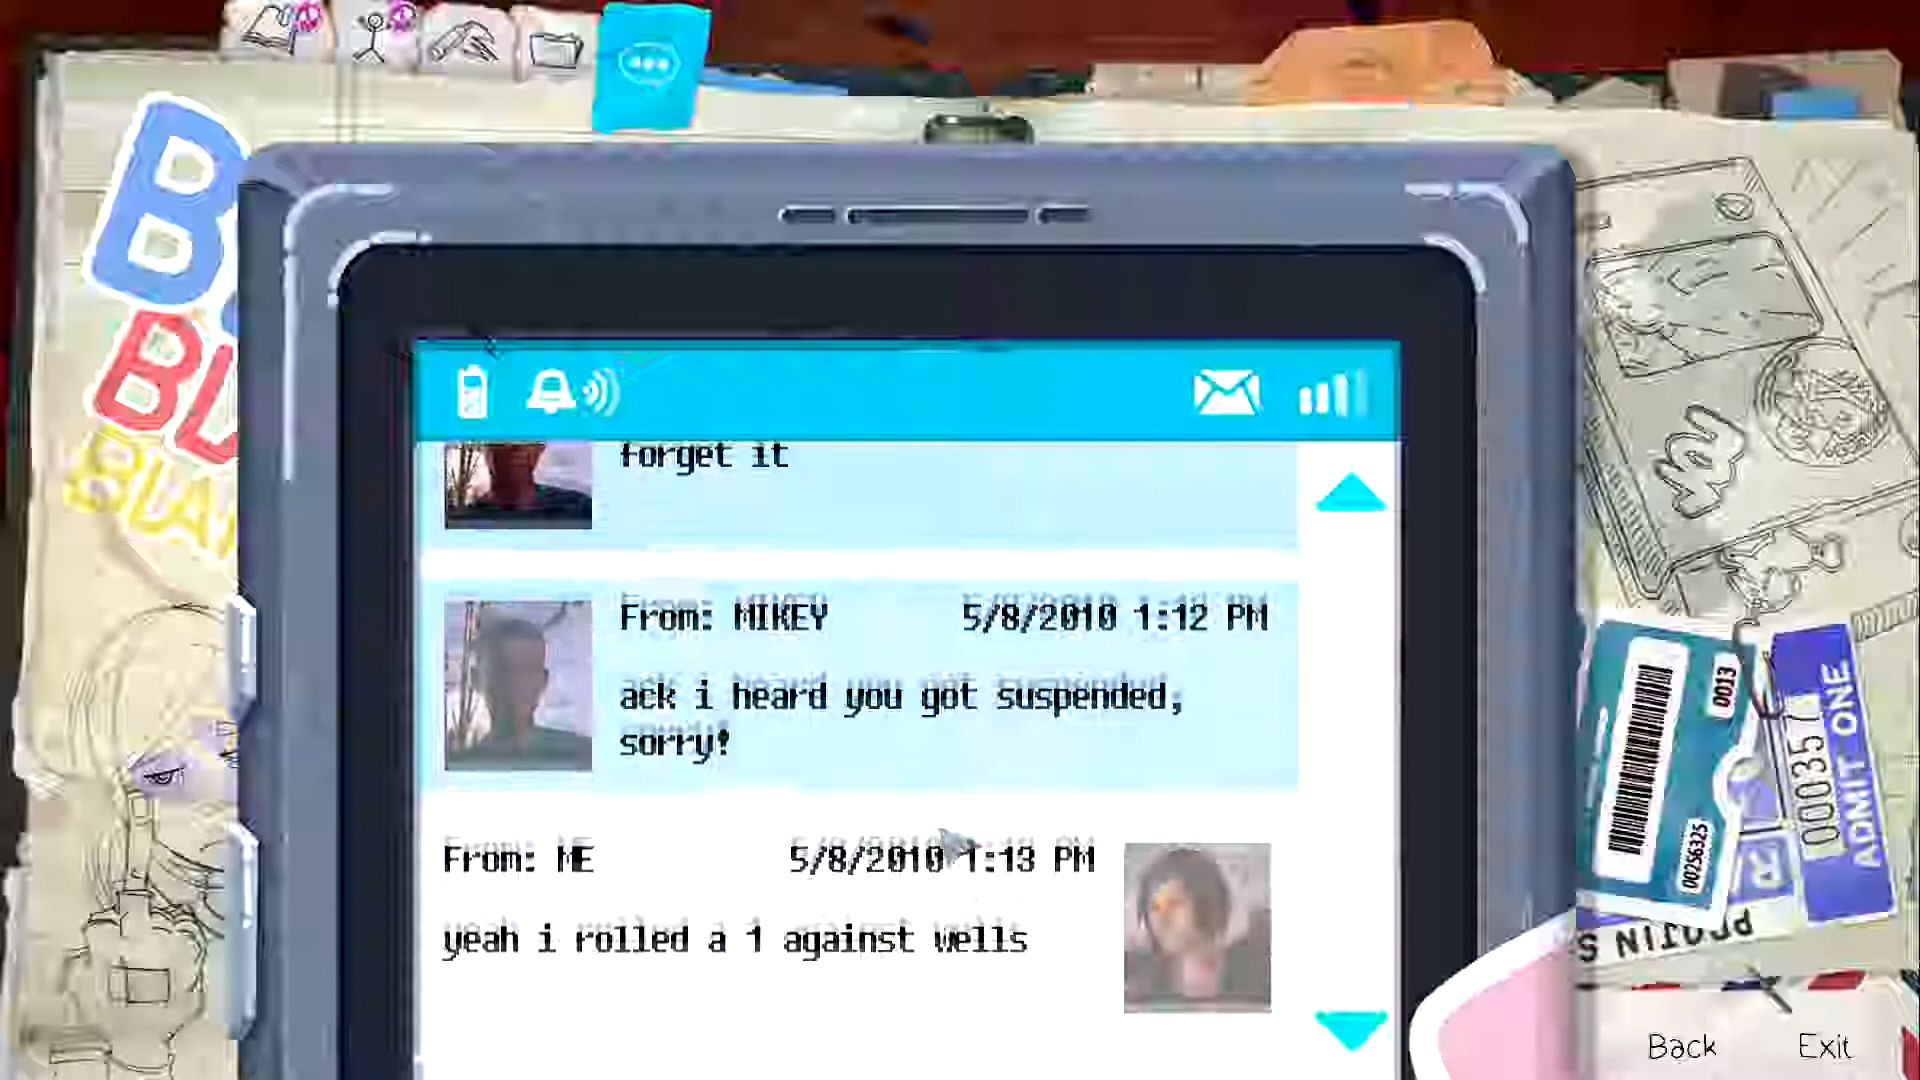 forget it
From: MIKEY 5/8/2010 1:12 PM
ack i heard you got suspended,
sorry!
From: ME 5/8/2010 1:13 PM
yeah i rolled a 1 against wells
0013
00256325
000357
ADMIT ONE
Back
Exit